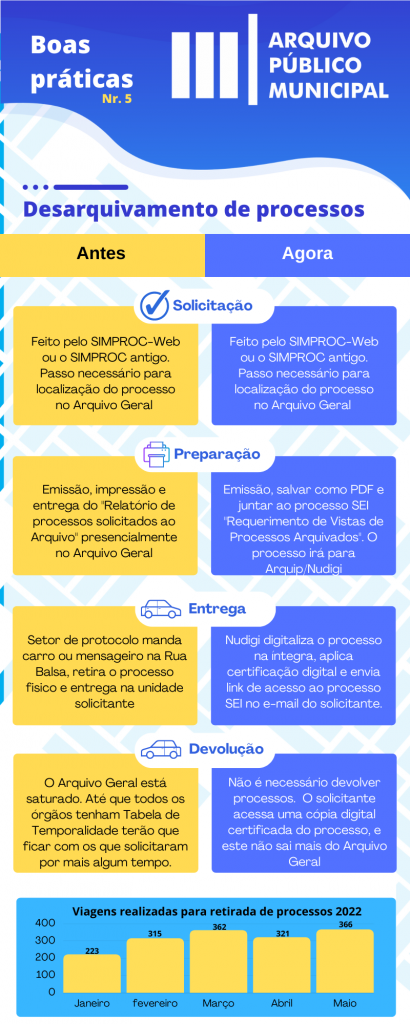 Boas
práticas
Nr. 5
ARQUIVO
PÚBLICO
MUNICIPAL
Desarquivamento de processos
Antes
Agora
Solicitação
Feito pelo SIMPROC-Web
ou o SIMPROC antigo.
Passo necessário para
localização do processo
no Arquivo Geral
Feito pelo SIMPROC-Web
ou o SIMPROC antigo.
Passo necessário para
localização do processo
no Arquivo Geral
Preparação
Emissão, impressão e
entrega do "Relatório de
processos solicitados ao
Arquivo" presencialmente
no Arquivo Geral
Emissão, salvar como PDF e
juntar ao processo SEI
"Requerimento de Vistas de
Processos Arquivados". O
processo irá para
Arquip/Nudigi
Entrega
Setor de protocolo manda
carro ou mensageiro na Rua
Balsa, retira o processo
físico e entrega na unidade
solicitante
Nudigi digitaliza o processo
na íntegra, aplica
certificação digital e envia
link de acesso ao processo
SEI no e-mail do solicitante.
Devolução
O Arquivo Geral está
saturado. Até que todos os
órgãos tenham Tabela de
Temporalidade terão que
ficar com os que solicitaram
por mais algum tempo.
Não é necessário devolver
processos. O solicitante
acessa uma cópia digital
certificada do processo, e
este não sai mais do Arquivo
Geral
Viagens realizadas para retirada de processos 2022
400
300
200
100
0
223
315
362
321
366
Janeiro
fevereiro
Março
Abril
Maio